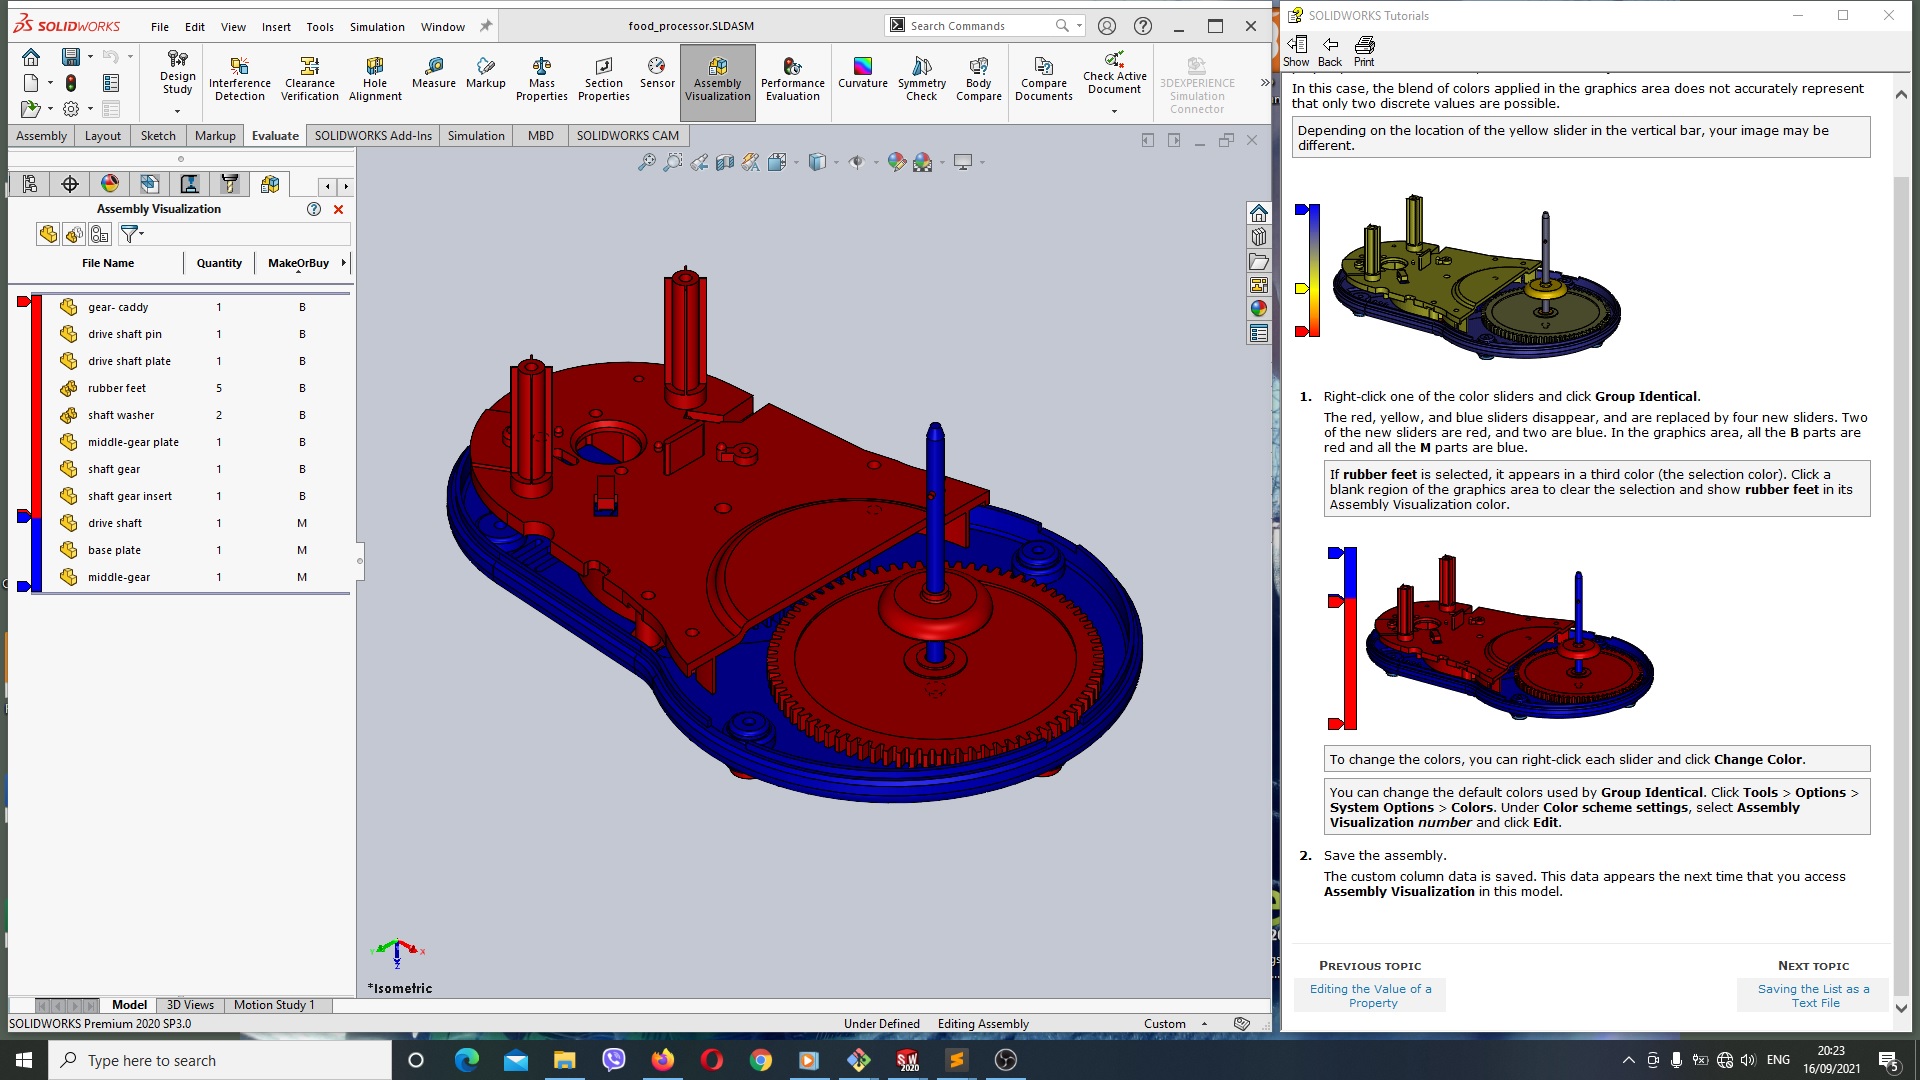 SOLIDWORKS
File Edit View Insert Tools Simulation Window
food_processor.SLDASM
Search Commands
Design Study
Interference Detection
Clearance Verification
Hole Alignment
Measure
Markup
Mass Properties
Section Properties
Sensor
Assembly Visualization
Performance Evaluation
Curvature
Symmetry Check
Body Compare
Compare Documents
Check Active Document
3DEXPERIENCE Simulation Connector
Assembly Layout Sketch Markup Evaluate SOLIDWORKS Add-Ins Simulation MBD SOLIDWORKS CAM
Assembly Visualization
File Name Quantity MakeOrBuy
gear- caddy 1 B
drive shaft pin 1 B
drive shaft plate 1 B
rubber feet 5 B
shaft washer 2 B
middle-gear plate 1 B
shaft gear 1 B
shaft gear insert 1 B
drive shaft 1 M
base plate 1 M
middle-gear 1 M
Y X Z
*Isometric
Model 3D Views Motion Study 1
SOLIDWORKS Premium 2020 SP3.0
Under Defined Editing Assembly Custom
SOLIDWORKS Tutorials
Show Back Print
In this case, the blend of colors applied in the graphics area does not accurately represent
that only two discrete values are possible.
Depending on the location of the yellow slider in the vertical bar, your image may be
different.
1. Right-click one of the color sliders and click Group Identical.
The red, yellow, and blue sliders disappear, and are replaced by four new sliders. Two
of the new sliders are red, and two are blue. In the graphics area, all the B parts are
red and all the M parts are blue.
If rubber feet is selected, it appears in a third color (the selection color). Click a
blank region of the graphics area to clear the selection and show rubber feet in its
Assembly Visualization color.
To change the colors, you can right-click each slider and click Change Color.
You can change the default colors used by Group Identical. Click Tools > Options >
System Options > Colors. Under Color scheme settings, select Assembly
Visualization number and click Edit.
2. Save the assembly.
The custom column data is saved. This data appears the next time that you access
Assembly Visualization in this model.
PREVIOUS TOPIC
Editing the Value of a
Property
NEXT TOPIC
Saving the List as a
Text File
Type here to search
SW 2020
ENG
20:23
16/09/2021
5